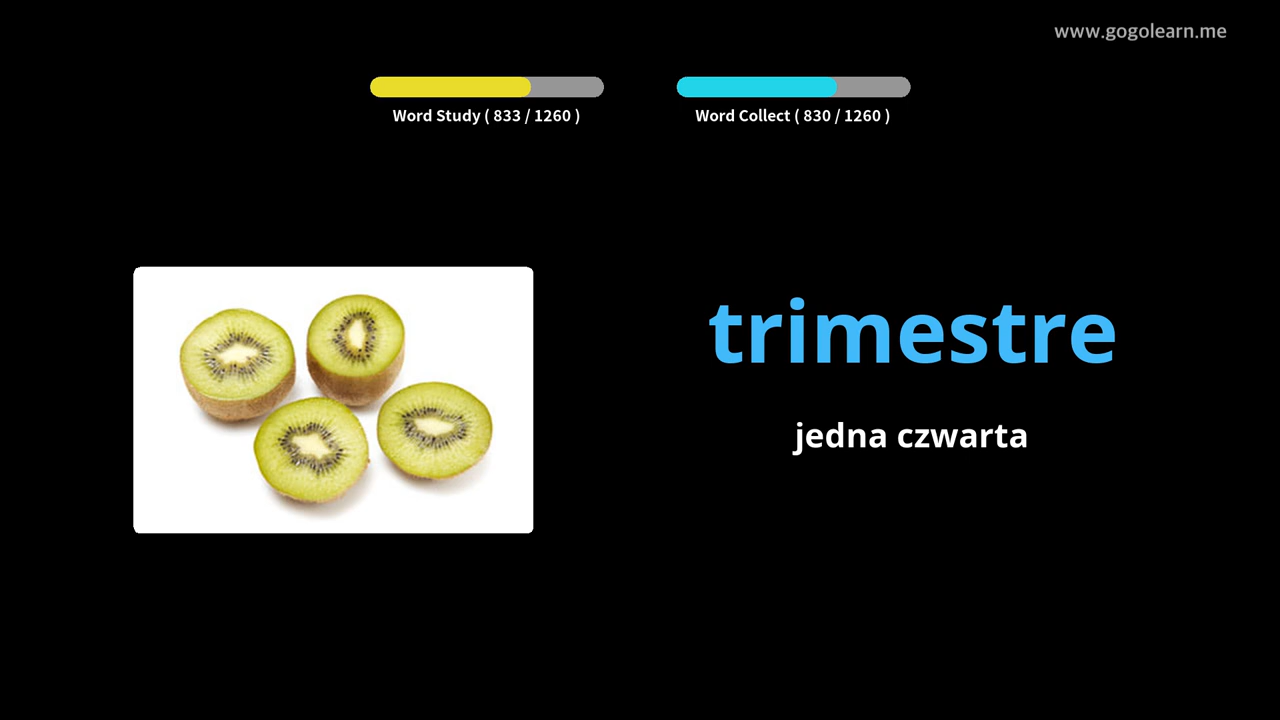 www.gogolearn.me
Word Study ( 833 / 1260 )
Word Collect ( 830 / 1260 )
trimestre
jedna czwarta